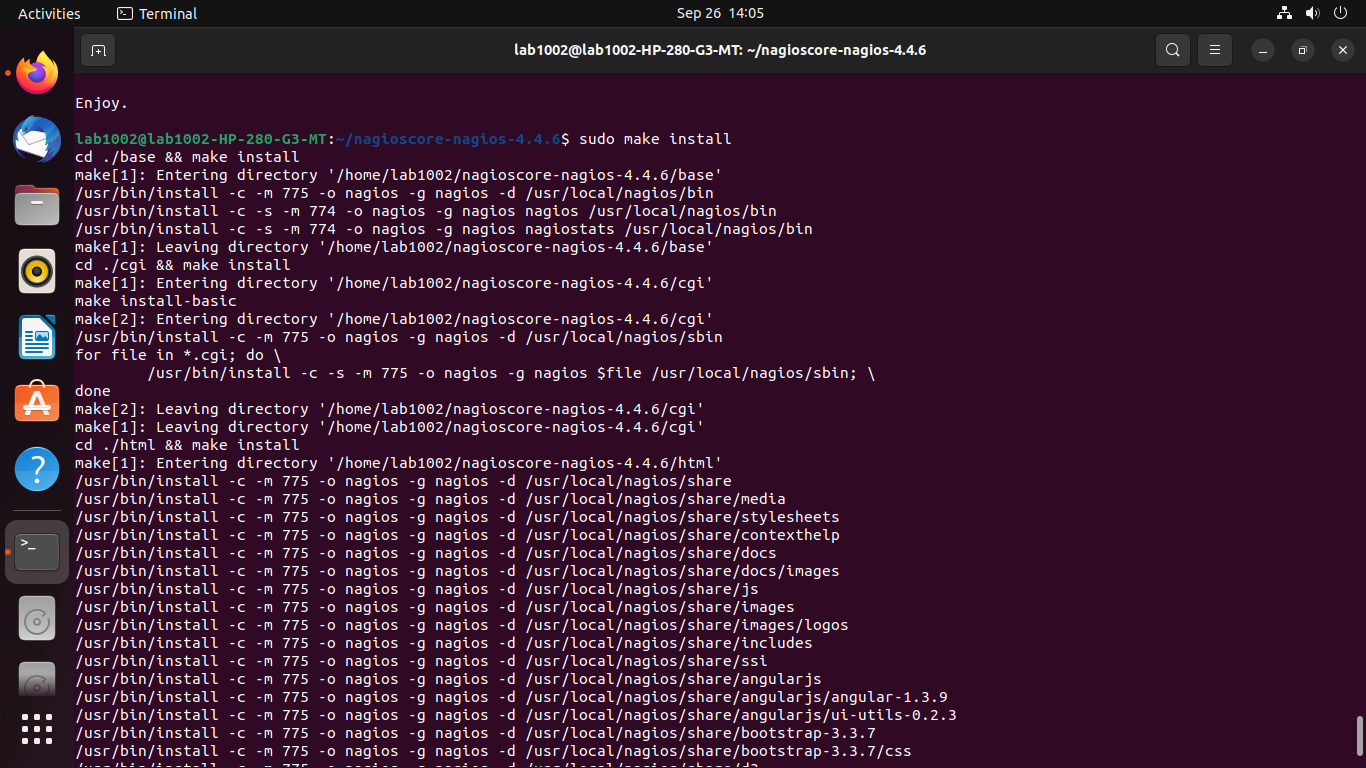 Activities
Terminal
Sep 26 14:05
lab1002@lab1002-HP-280-G3-MT: ~/nagioscore-nagios-4.4.6
Enjoy.
lab1002@lab1002-HP-280-G3-MT:~/nagioscore-nagios-4.4.6$ sudo make install
cd ./base && make install
make[1]: Entering directory '/home/lab1002/nagioscore-nagios-4.4.6/base'
/usr/bin/install -c -m 775 -o nagios -g nagios -d /usr/local/nagios/bin
/usr/bin/install -c -s -m 774 -o nagios -g nagios nagios /usr/local/nagios/bin
/usr/bin/install -c -s -m 774 -o nagios -g nagios nagiostats /usr/local/nagios/bin
make[1]: Leaving directory '/home/lab1002/nagioscore-nagios-4.4.6/base'
cd ./cgi && make install
make[1]: Entering directory '/home/lab1002/nagioscore-nagios-4.4.6/cgi'
make install-basic
make[2]: Entering directory '/home/lab1002/nagioscore-nagios-4.4.6/cgi'
/usr/bin/install -c -m 775 -o nagios -g nagios -d /usr/local/nagios/sbin
for file in *.cgi; do \
        /usr/bin/install -c -s -m 775 -o nagios -g nagios $file /usr/local/nagios/sbin; \
done
make[2]: Leaving directory '/home/lab1002/nagioscore-nagios-4.4.6/cgi'
make[1]: Leaving directory '/home/lab1002/nagioscore-nagios-4.4.6/cgi'
cd ./html && make install
make[1]: Entering directory '/home/lab1002/nagioscore-nagios-4.4.6/html'
/usr/bin/install -c -m 775 -o nagios -g nagios -d /usr/local/nagios/share
/usr/bin/install -c -m 775 -o nagios -g nagios -d /usr/local/nagios/share/media
/usr/bin/install -c -m 775 -o nagios -g nagios -d /usr/local/nagios/share/stylesheets
/usr/bin/install -c -m 775 -o nagios -g nagios -d /usr/local/nagios/share/contexthelp
/usr/bin/install -c -m 775 -o nagios -g nagios -d /usr/local/nagios/share/docs
/usr/bin/install -c -m 775 -o nagios -g nagios -d /usr/local/nagios/share/docs/images
/usr/bin/install -c -m 775 -o nagios -g nagios -d /usr/local/nagios/share/js
/usr/bin/install -c -m 775 -o nagios -g nagios -d /usr/local/nagios/share/images
/usr/bin/install -c -m 775 -o nagios -g nagios -d /usr/local/nagios/share/images/logos
/usr/bin/install -c -m 775 -o nagios -g nagios -d /usr/local/nagios/share/includes
/usr/bin/install -c -m 775 -o nagios -g nagios -d /usr/local/nagios/share/ssi
/usr/bin/install -c -m 775 -o nagios -g nagios -d /usr/local/nagios/share/angularjs
/usr/bin/install -c -m 775 -o nagios -g nagios -d /usr/local/nagios/share/angularjs/angular-1.3.9
/usr/bin/install -c -m 775 -o nagios -g nagios -d /usr/local/nagios/share/angularjs/ui-utils-0.2.3
/usr/bin/install -c -m 775 -o nagios -g nagios -d /usr/local/nagios/share/bootstrap-3.3.7
/usr/bin/install -c -m 775 -o nagios -g nagios -d /usr/local/nagios/share/bootstrap-3.3.7/css